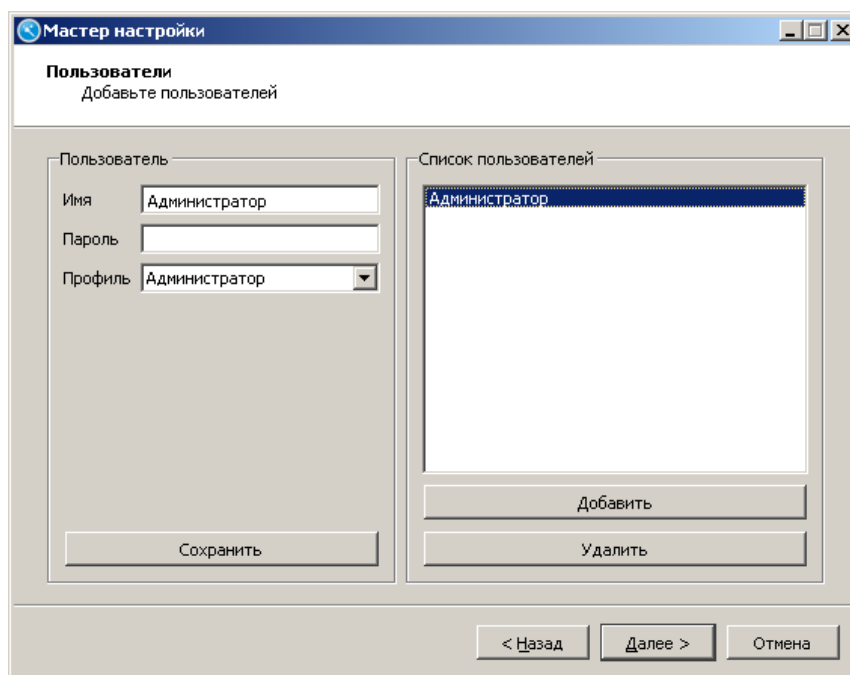 Мастер настройки
Пользователи
Добавьте пользователей
Пользователь
Имя Администратор
Пароль
Профиль Администратор
Сохранить
Список пользователей
Администратор
Добавить
Удалить
< Назад Далее > Отмена